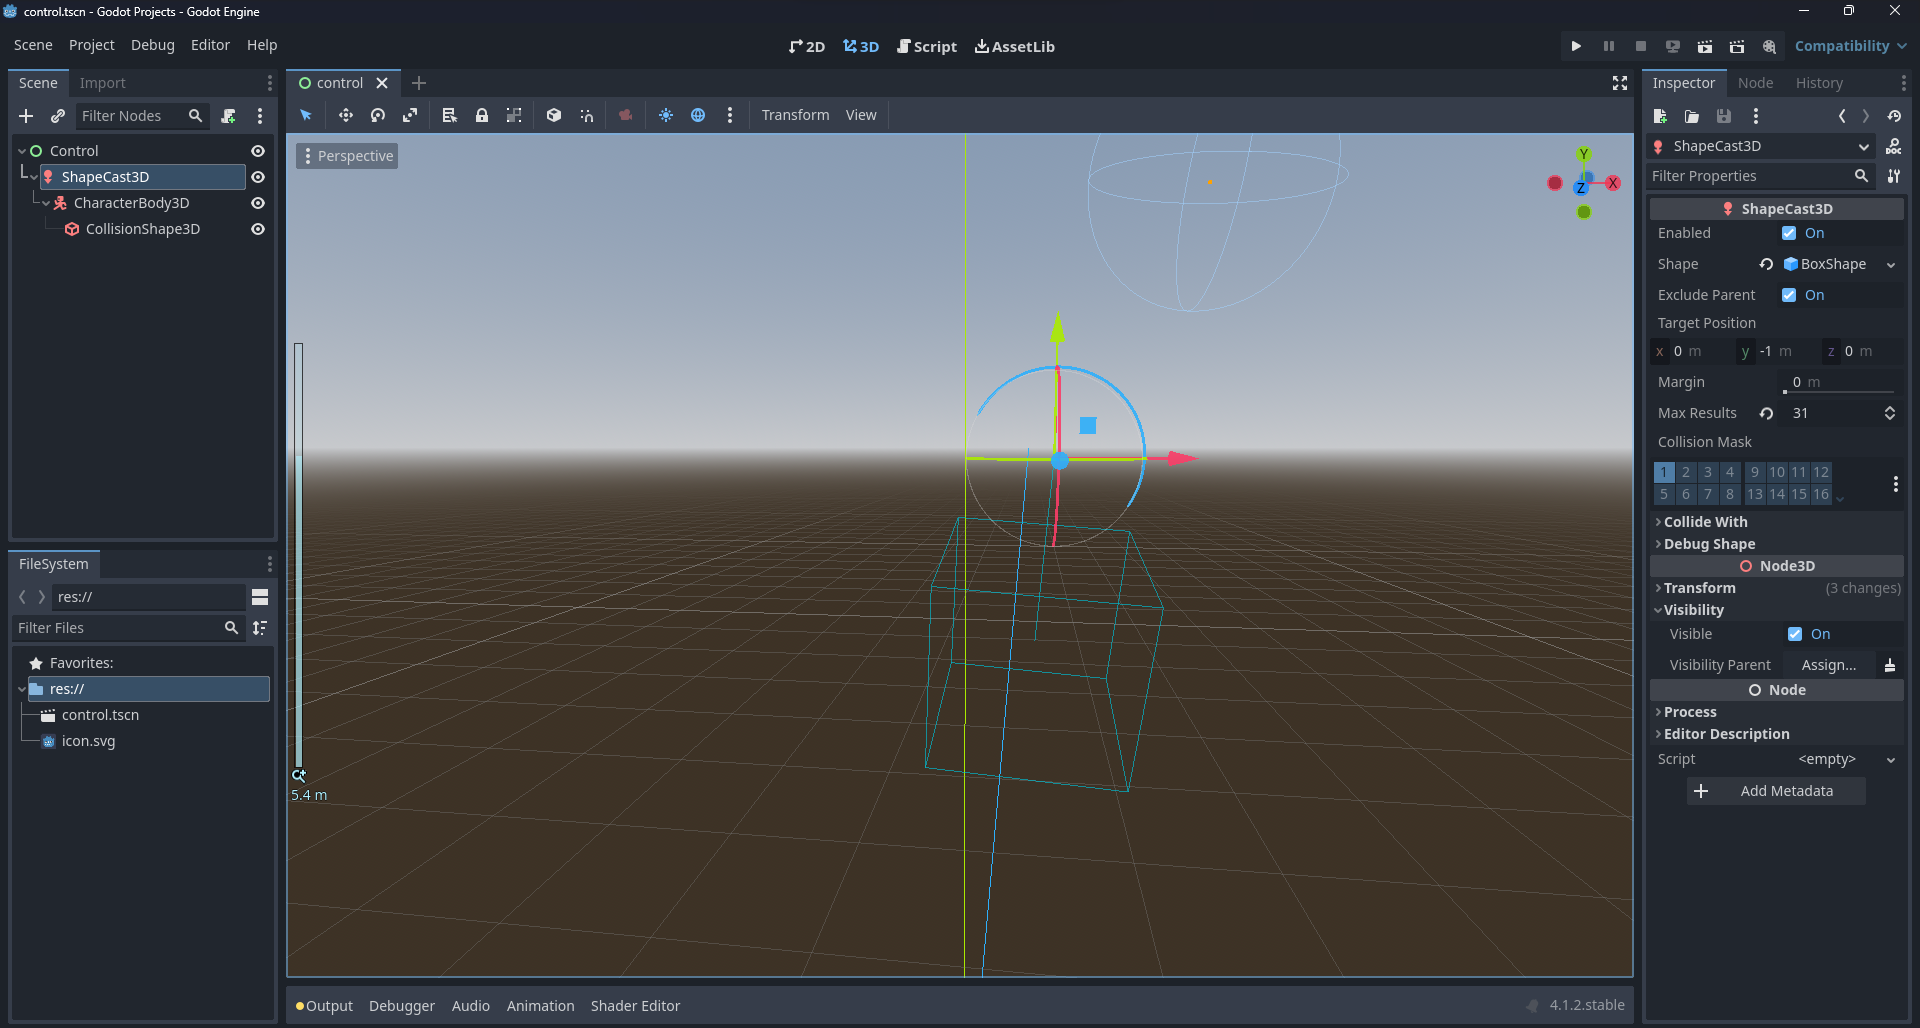 control.tscn - Godot Projects - Godot Engine
Scene Project Debug Editor Help
2D 3D Script AssetLib
Compatibility
Scene Import
Filter Nodes
Control
ShapeCast3D
CharacterBody3D
CollisionShape3D
FileSystem
res://
Filter Files
Favorites:
res://
control.tscn
icon.svg
control
Transform View
Perspective
Y
Z X
5.4 m
Output Debugger Audio Animation Shader Editor
4.1.2.stable
Inspector Node History
ShapeCast3D
DOC
Filter Properties
ShapeCast3D
Enabled On
Shape BoxShape
Exclude Parent On
Target Position
x 0 m y -1 m z 0 m
Margin 0 m
Max Results 31
Collision Mask
1 2 3 4 9 10 11 12
5 6 7 8 13 14 15 16
Collide With
Debug Shape
Node3D
Transform (3 changes)
Visibility
Visible On
Visibility Parent Assign...
Node
Process
Editor Description
Script <empty>
Add Metadata